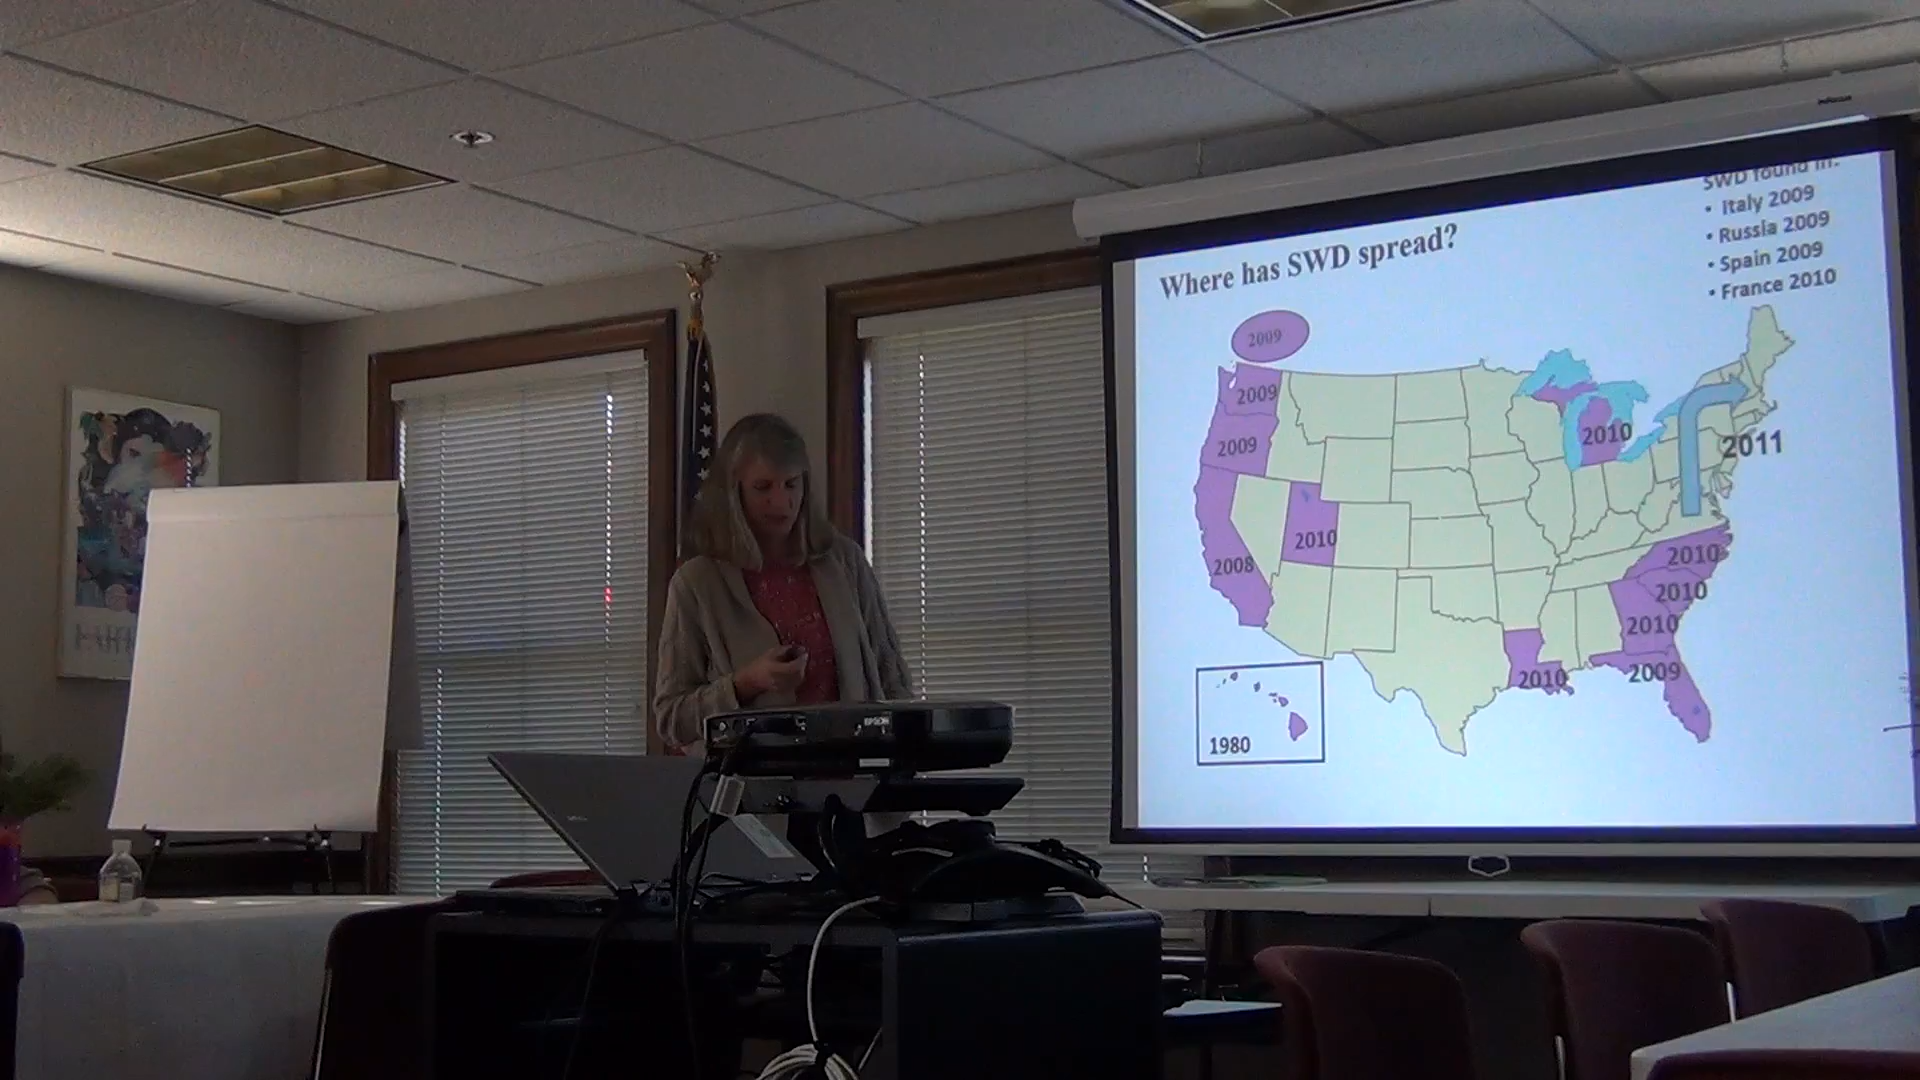 SWD found in:
• Italy 2009
• Russia 2009
• Spain 2009
• France 2010
Where has SWD spread?
2009
2009
2009
2010
2011
2008
2010
2010
2010
2010
2009
2010
1980
EPSON